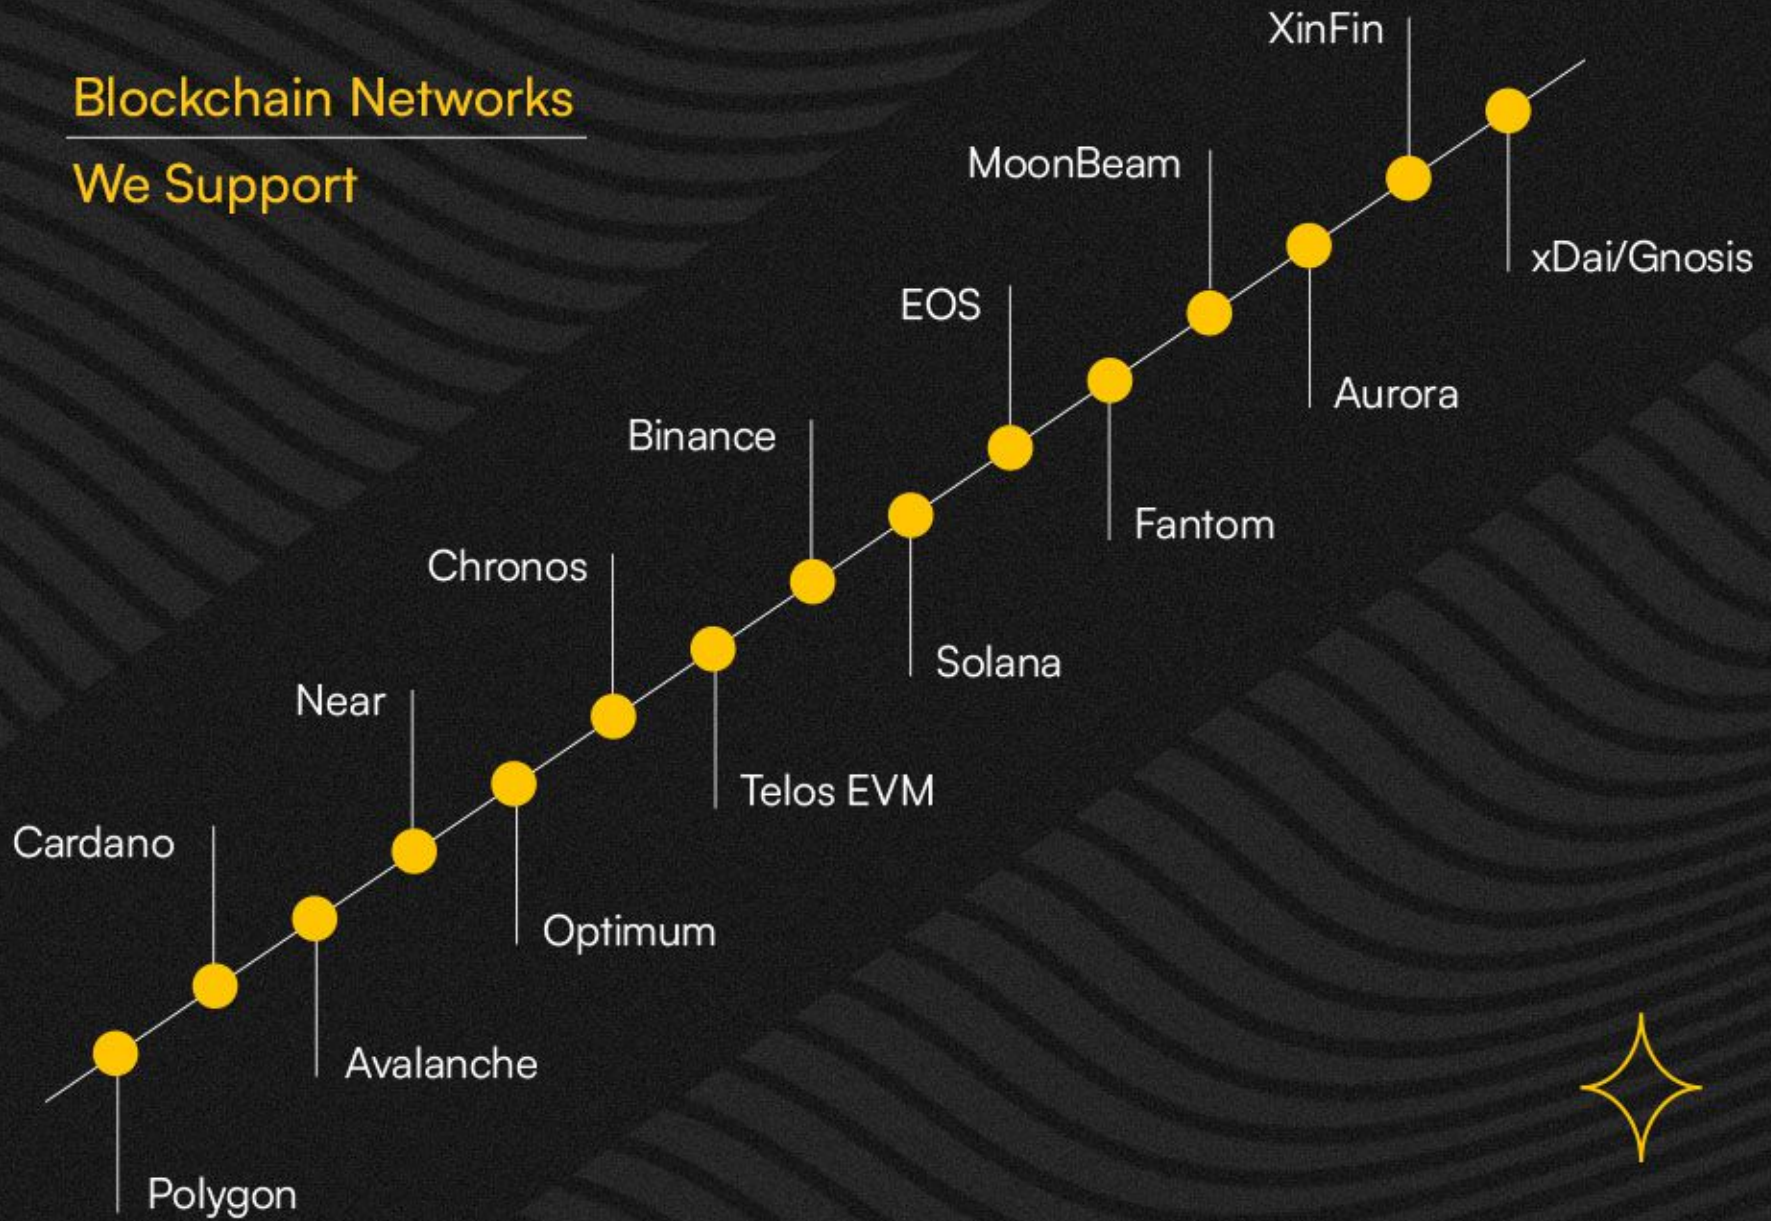 Blockchain Networks
We Support
XinFin
MoonBeam
xDai/Gnosis
EOS
Aurora
Binance
Fantom
Chronos
Solana
Near
Telos EVM
Cardano
Optimum
Avalanche
Polygon